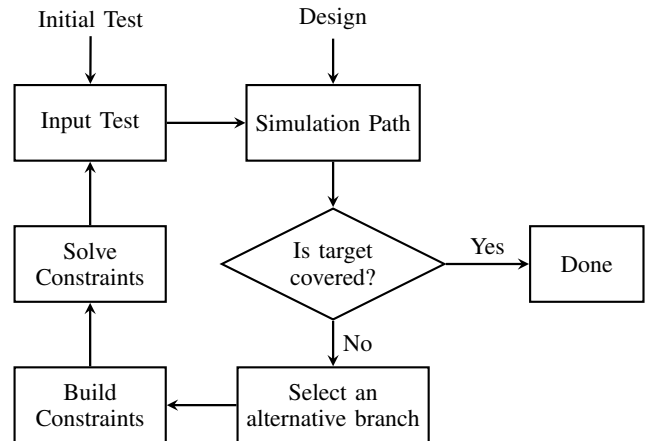 Initial Test
Design
Input Test
Simulation Path
Solve
Constraints
Is target
covered?
Yes
Done
No
Build
Constraints
Select an
alternative branch